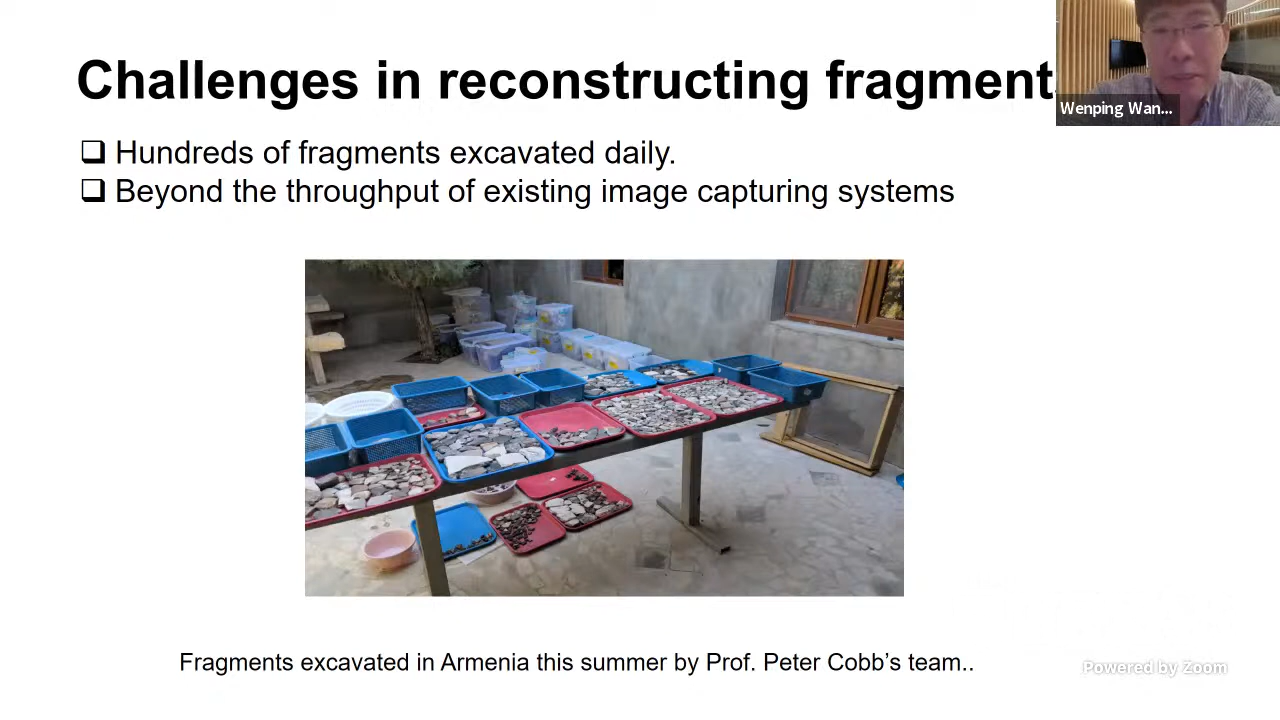 Challenges in reconstructing fragment
Wenping Wan...
❑ Hundreds of fragments excavated daily.
❑ Beyond the throughput of existing image capturing systems
Fragments excavated in Armenia this summer by Prof. Peter Cobb’s team..
Powered by Zoom